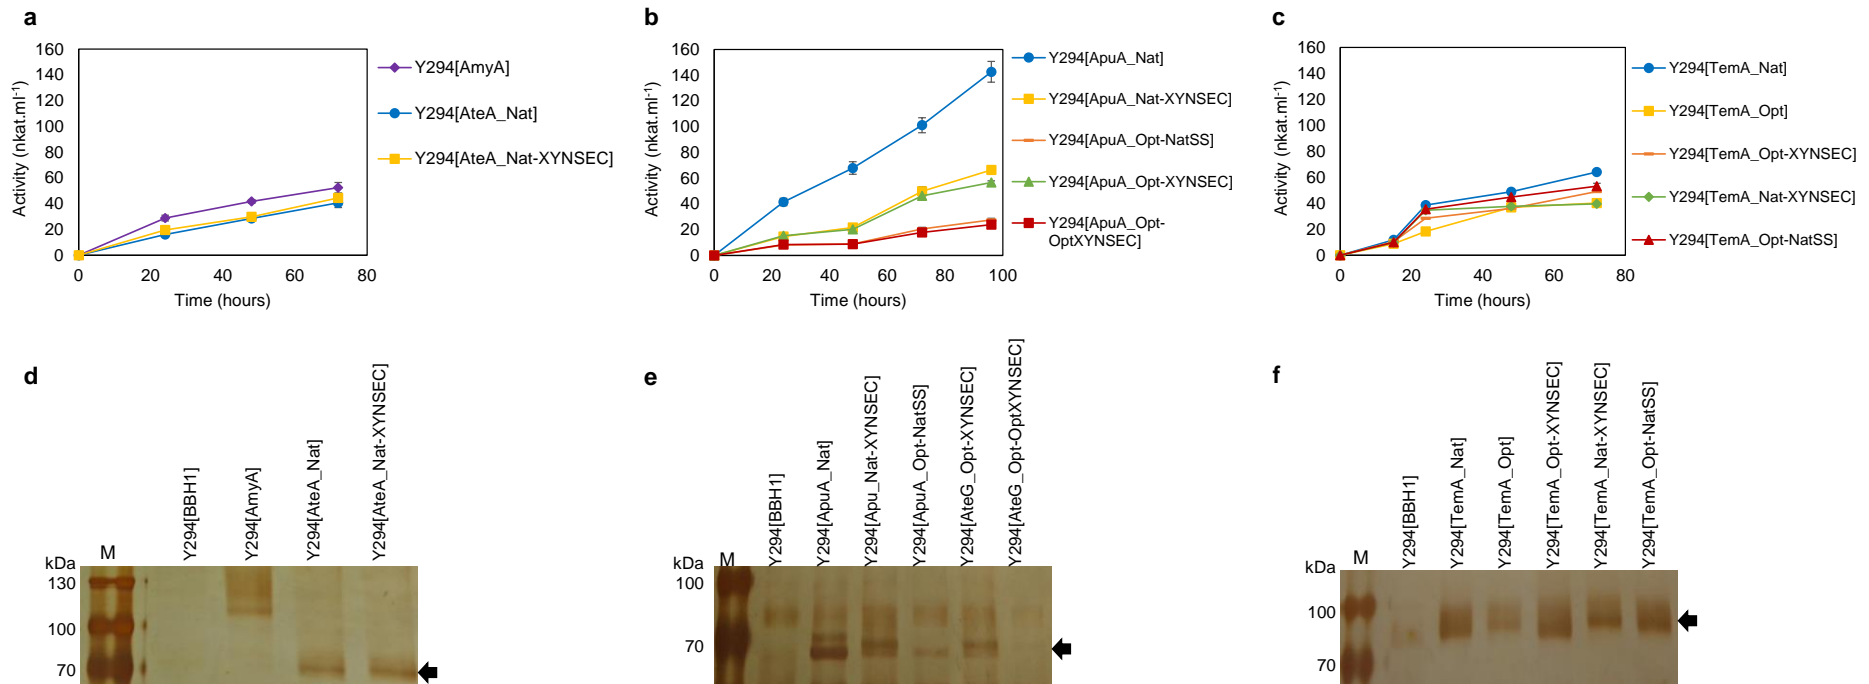 a
160
140
120
100
80
60
40
20
0
0 20 40 60 80
Activity (nkat.ml-1)
Time (hours)
Y294[AmyA]
Y294[AteA_Nat]
Y294[AteA_Nat-XYNSEC]
b
160
140
120
100
80
60
40
20
0
0 20 40 60 80 100
Activity (nkat.ml-1)
Time (hours)
Y294[ApuA_Nat]
Y294[ApuA_Nat-XYNSEC]
Y294[ApuA_Opt-NatSS]
Y294[ApuA_Opt-XYNSEC]
Y294[ApuA_Opt-
OptXYNSEC]
c
160
140
120
100
80
60
40
20
0
0 20 40 60 80
Activity (nkat.ml-1)
Time (hours)
Y294[TemA_Nat]
Y294[TemA_Opt]
Y294[TemA_Opt-XYNSEC]
Y294[TemA_Nat-XYNSEC]
Y294[TemA_Opt-NatSS]
d
kDa
M
Y294[BBH1]
Y294[AmyA]
Y294[AteA_Nat]
Y294[AteA_Nat-XYNSEC]
130
100
70
e
kDa
M
Y294[BBH1]
Y294[ApuA_Nat]
Y294[Apu_Nat-XYNSEC]
Y294[ApuA_Opt-NatSS]
Y294[AteG_Opt-XYNSEC]
Y294[AteG_Opt-OptXYNSEC]
100
70
f
kDa
M
Y294[BBH1]
Y294[TemA_Nat]
Y294[TemA_Opt]
Y294[TemA_Opt-XYNSEC]
Y294[TemA_Nat-XYNSEC]
Y294[TemA_Opt-NatSS]
100
70